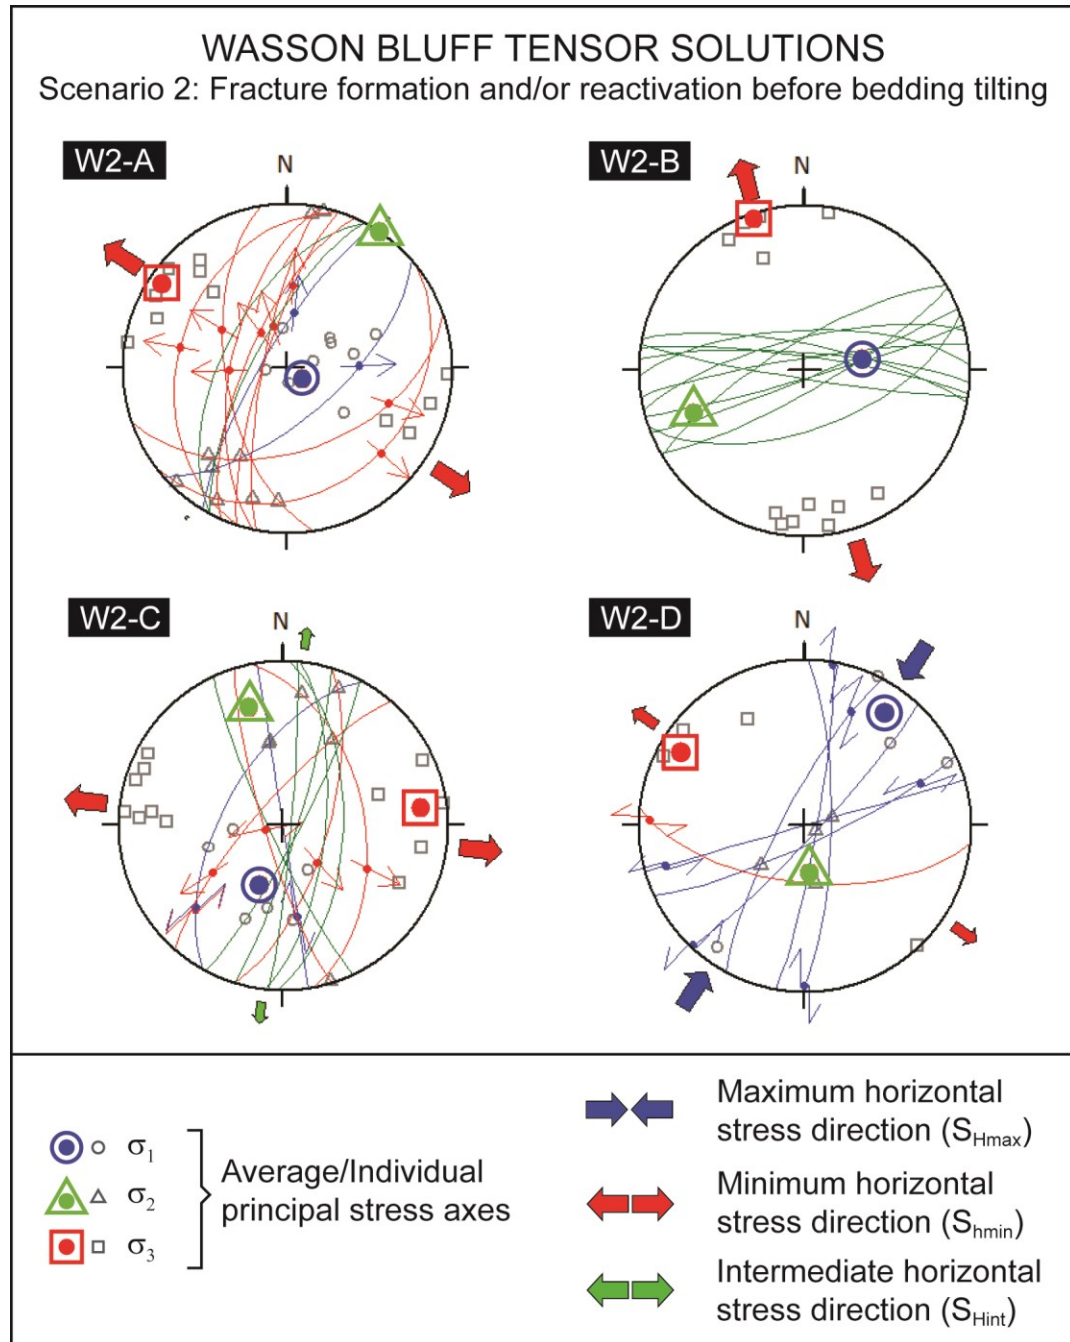 WASSON BLUFF TENSOR SOLUTIONS
Scenario 2: Fracture formation and/or reactivation before bedding tilting
W2-A
N
W2-B
N
W2-C
N
W2-D
N
σ1
σ2
σ3
Average/Individual
principal stress axes
Maximum horizontal
stress direction (SHmax)
Minimum horizontal
stress direction (Shmin)
Intermediate horizontal
stress direction (SHint)